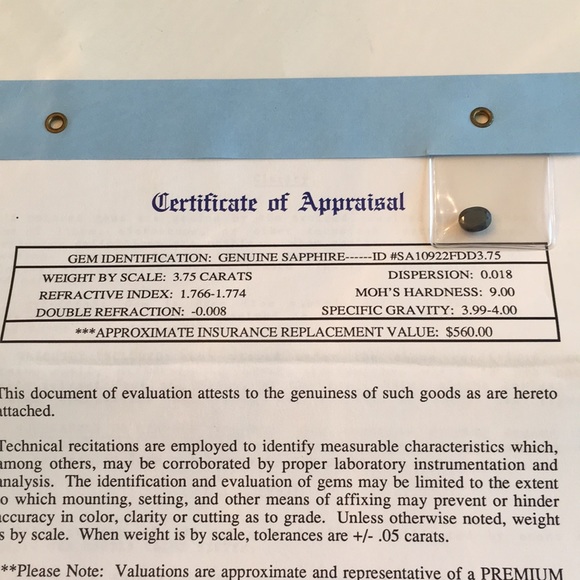 Certificate of Appraisal
GEM IDENTIFICATION: GENUINE SAPPHIRE------ID #SA10922FDD3.75
WEIGHT BY SCALE: 3.75 CARATS DISPERSION: 0.018
REFRACTIVE INDEX: 1.766-1.774 MOH'S HARDNESS: 9.00
DOUBLE REFRACTION: -0.008 SPECIFIC GRAVITY: 3.99-4.00
***APPROXIMATE INSURANCE REPLACEMENT VALUE: $560.00
This document of evaluation attests to the genuiness of such goods as are hereto
attached.
Technical recitations are employed to identify measurable characteristics which,
among others, may be corroborated by proper laboratory instrumentation and
analysis. The identification and evaluation of gems may be limited to the extent
to which mounting, setting, and other means of affixing may prevent or hinder
accuracy in color, clarity or cutting as to grade. Unless otherwise noted, weight
is by scale. When weight is by scale, tolerances are +/- .05 carats.
**Please Note: Valuations are approximate and representative of a PREMIUM